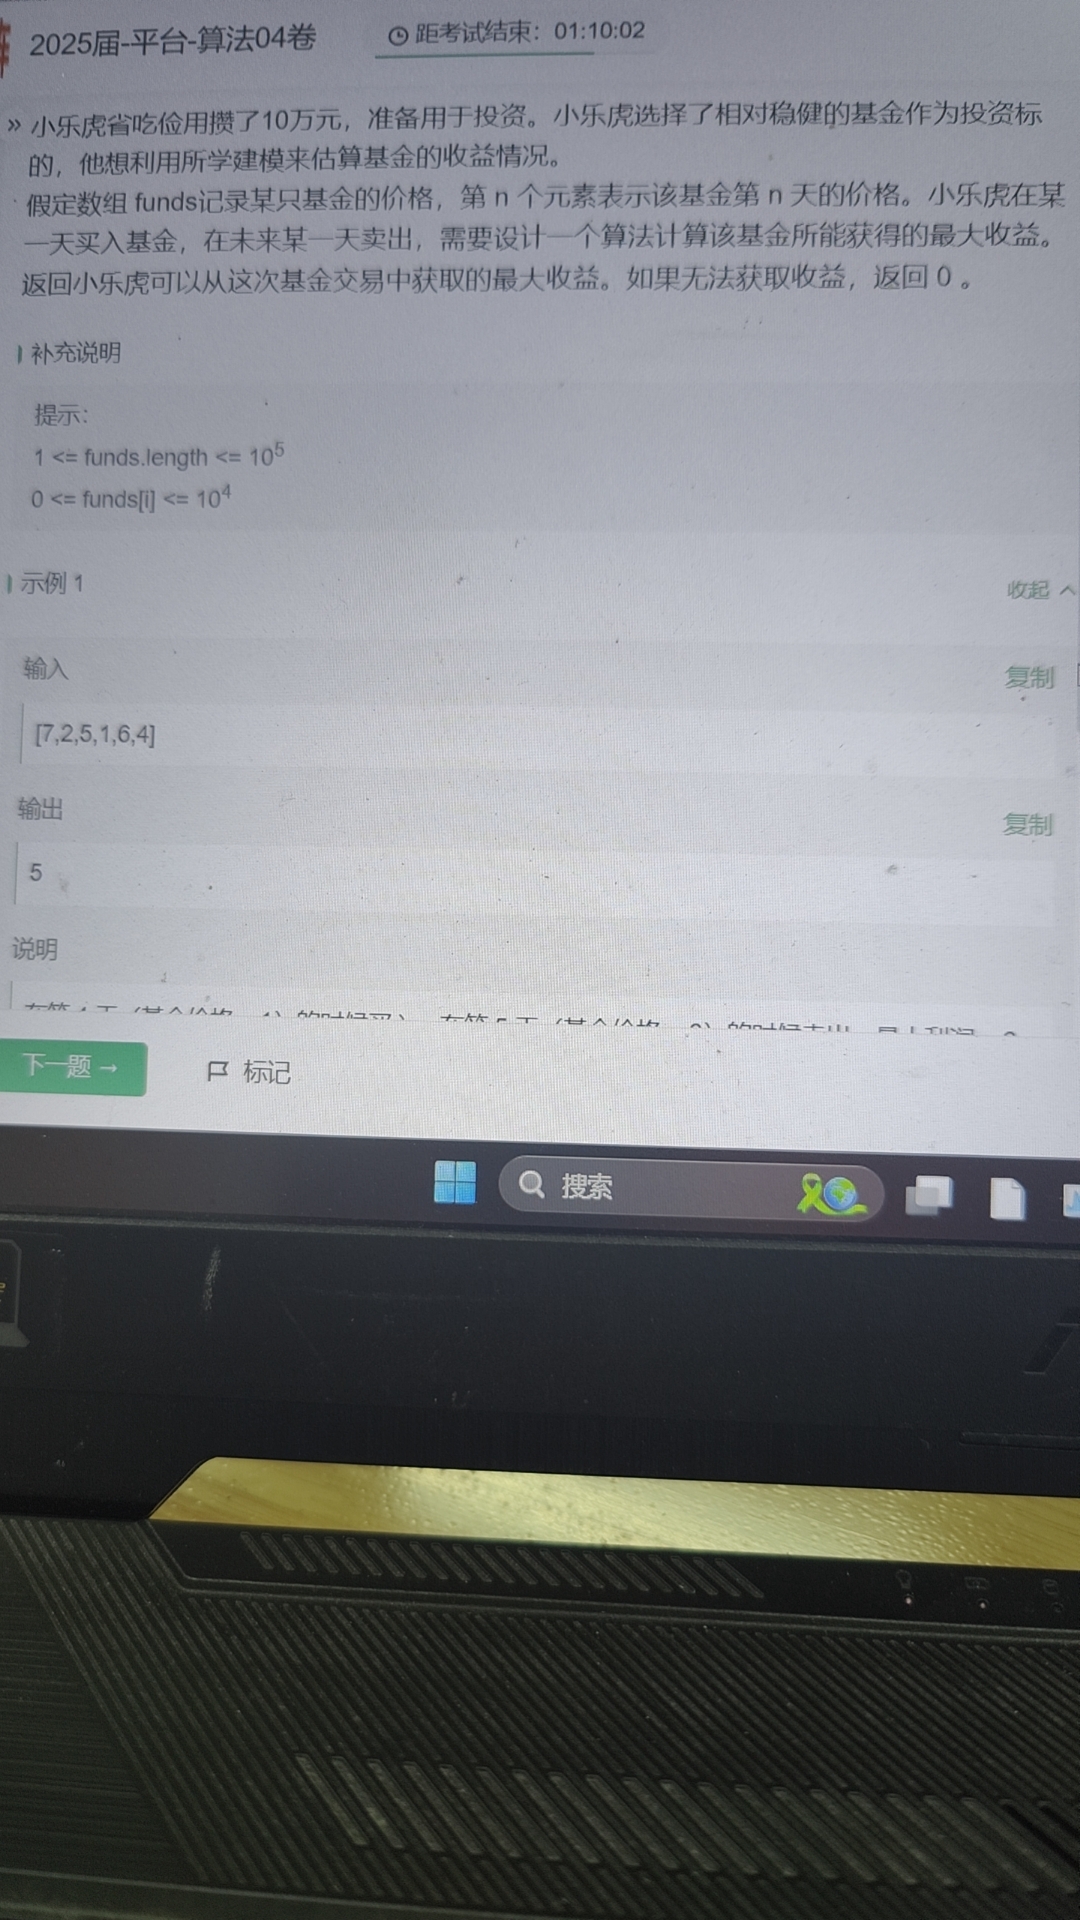 2025届-平台-算法04卷
距考试结束：01:10:02
» 小乐虎省吃俭用攒了10万元，准备用于投资。小乐虎选择了相对稳健的基金作为投资标
的，他想利用所学建模来估算基金的收益情况。
假定数组 funds记录某只基金的价格，第 n 个元素表示该基金第 n 天的价格。小乐虎在某
一天买入基金，在未来某一天卖出，需要设计一个算法计算该基金所能获得的最大收益。
返回小乐虎可以从这次基金交易中获取的最大收益。如果无法获取收益，返回 0 。
补充说明
提示:
1 <= funds.length <= 10⁵
0 <= funds[i] <= 10⁴
示例 1
收起
输入
复制
[7,2,5,1,6,4]
输出
复制
5
说明
下一题 →
标记
搜索